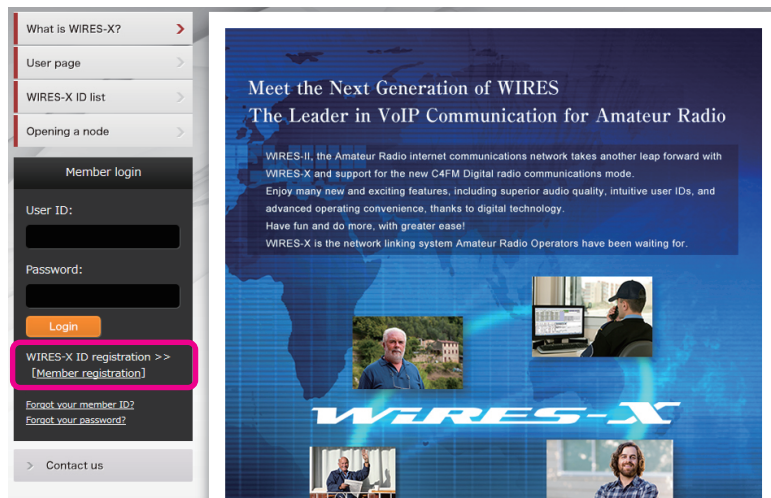 What is WIRES-X?
User page
WIRES-X ID list
Opening a node
Member login
User ID:
Password:
Login
WIRES-X ID registration >>
[Member registration]
Forgot your member ID?
Forgot your password?
Contact us
Meet the Next Generation of WIRES
The Leader in VoIP Communication for Amateur Radio
WIRES-II, the Amateur Radio internet communications network takes another leap forward with
WIRES-X and support for the new C4FM Digital radio communications mode.
Enjoy many new and exciting features, including superior audio quality, intuitive user IDs, and
advanced operating convenience, thanks to digital technology.
Have fun and do more, with greater ease!
WIRES-X is the network linking system Amateur Radio Operators have been waiting for.
WiRES-X